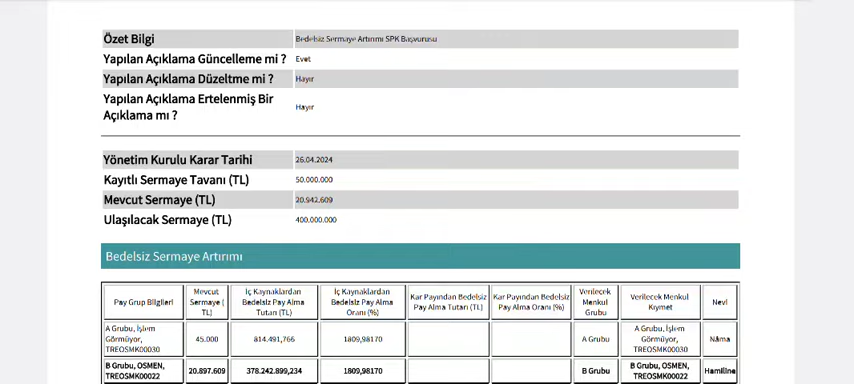 Özet Bilgi Bedelsiz Sermaye Artırımı SPK Başvurusu
Yapılan Açıklama Güncelleme mi ? Evet
Yapılan Açıklama Düzeltme mi ? Hayır
Yapılan Açıklama Ertelenmiş Bir Hayır
Açıklama mı ?
Yönetim Kurulu Karar Tarihi 26.04.2024
Kayıtlı Sermaye Tavanı (TL) 50.000.000
Mevcut Sermaye (TL) 20.942.609
Ulaşılacak Sermaye (TL) 400.000.000
Bedelsiz Sermaye Artırımı
Pay Grup Bilgileri
Mevcut
Sermaye (
TL)
İç Kaynaklardan
Bedelsiz Pay Alma
Tutarı (TL)
İç Kaynaklardan
Bedelsiz Pay Alma
Oranı (%)
Kar Payından Bedelsiz
Pay Alma Tutarı (TL)
Kar Payından Bedelsiz
Pay Alma Oranı (%)
Verilecek
Menkul
Grubu
Verilecek Menkul
Kıymet
Nevi
A Grubu, İşlem
Görmüyor,
TREOSMK00030
45.000
814.491,766
1809,98170
A Grubu
A Grubu, İşlem
Görmüyor,
TREOSMK00030
Nâma
B Grubu, OSMEN,
TREOSMK00022
20.897.609
378.242.899,234
1809,98170
B Grubu
B Grubu, OSMEN,
TREOSMK00022
Hamiline